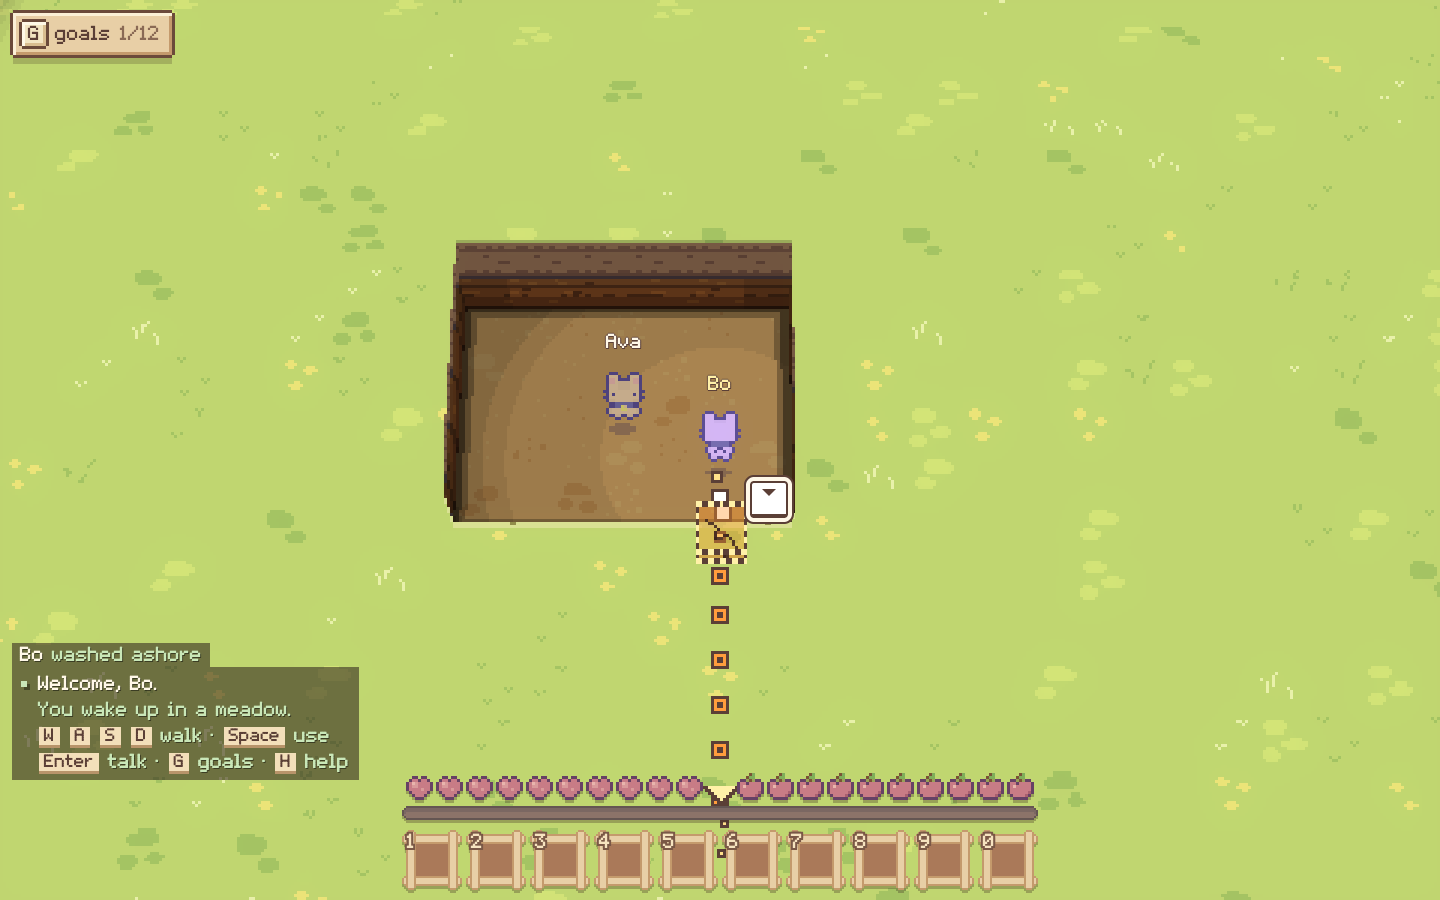 G goals 1/12
Ava
Bo
Bo washed ashore
Welcome, Bo.
You wake up in a meadow.
W A S D walk · Space use
Enter talk · G goals · H help
1 2 3 4 5 6 7 8 9 0